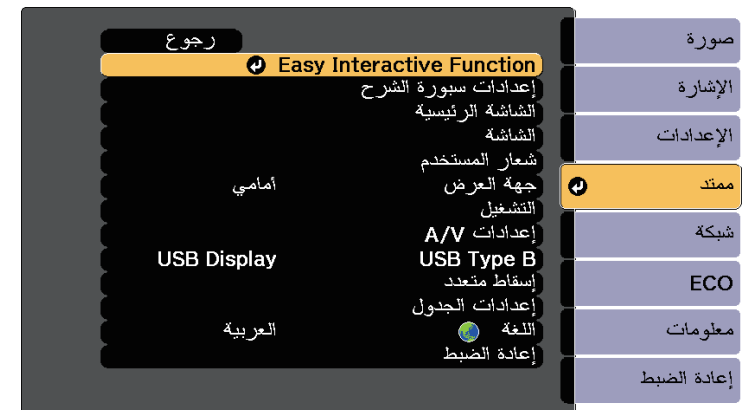 صورة
الإشارة
الإعدادات
ممتد
شبكة
ECO
معلومات
إعادة الضبط
رجوع
Easy Interactive Function
إعدادات سبورة الشرح
الشاشة الرئيسية
الشاشة
شعار المستخدم
جهة العرض أمامي
التشغيل
إعدادات A/V
USB Type B USB Display
إسقاط متعدد
إعدادات الجدول
اللغة العربية
إعادة الضبط